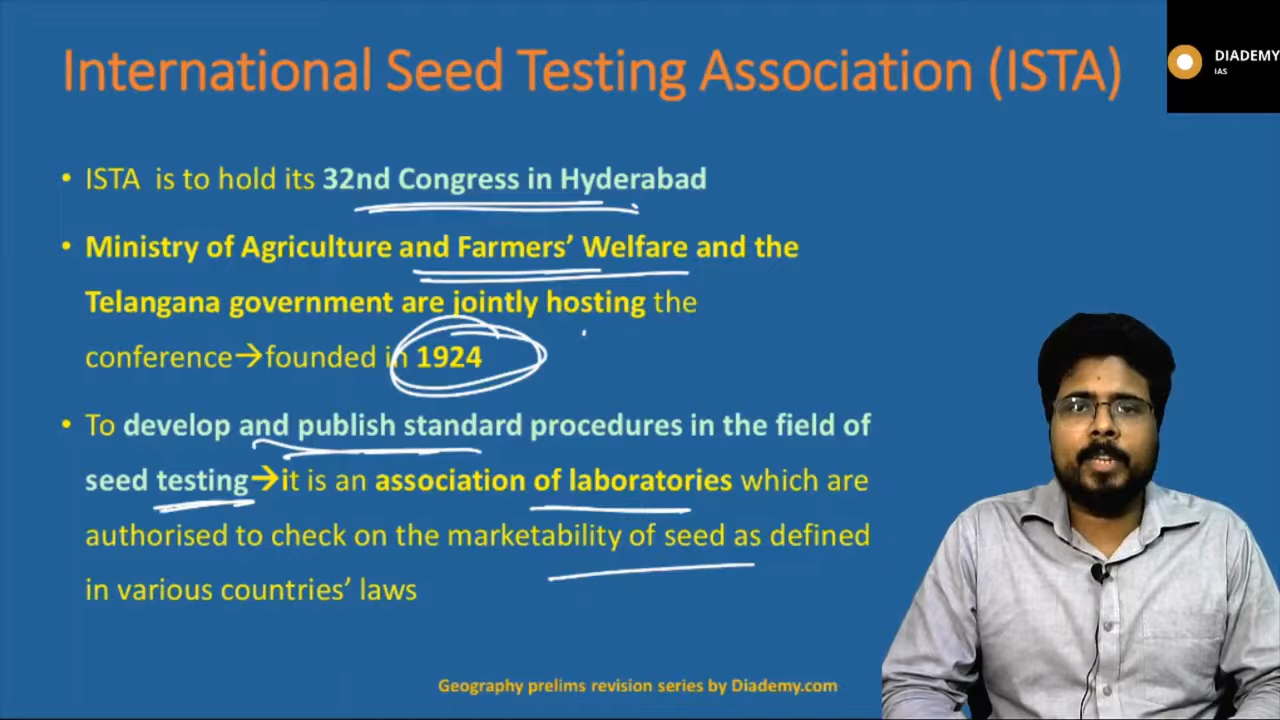 International Seed Testing Association (ISTA)
DIADEMY
IAS
• ISTA is to hold its 32nd Congress in Hyderabad
• Ministry of Agriculture and Farmers’ Welfare and the
Telangana government are jointly hosting the
conference→founded in 1924
• To develop and publish standard procedures in the field of
seed testing→it is an association of laboratories which are
authorised to check on the marketability of seed as defined
in various countries’ laws
Geography prelims revision series by Diademy.com